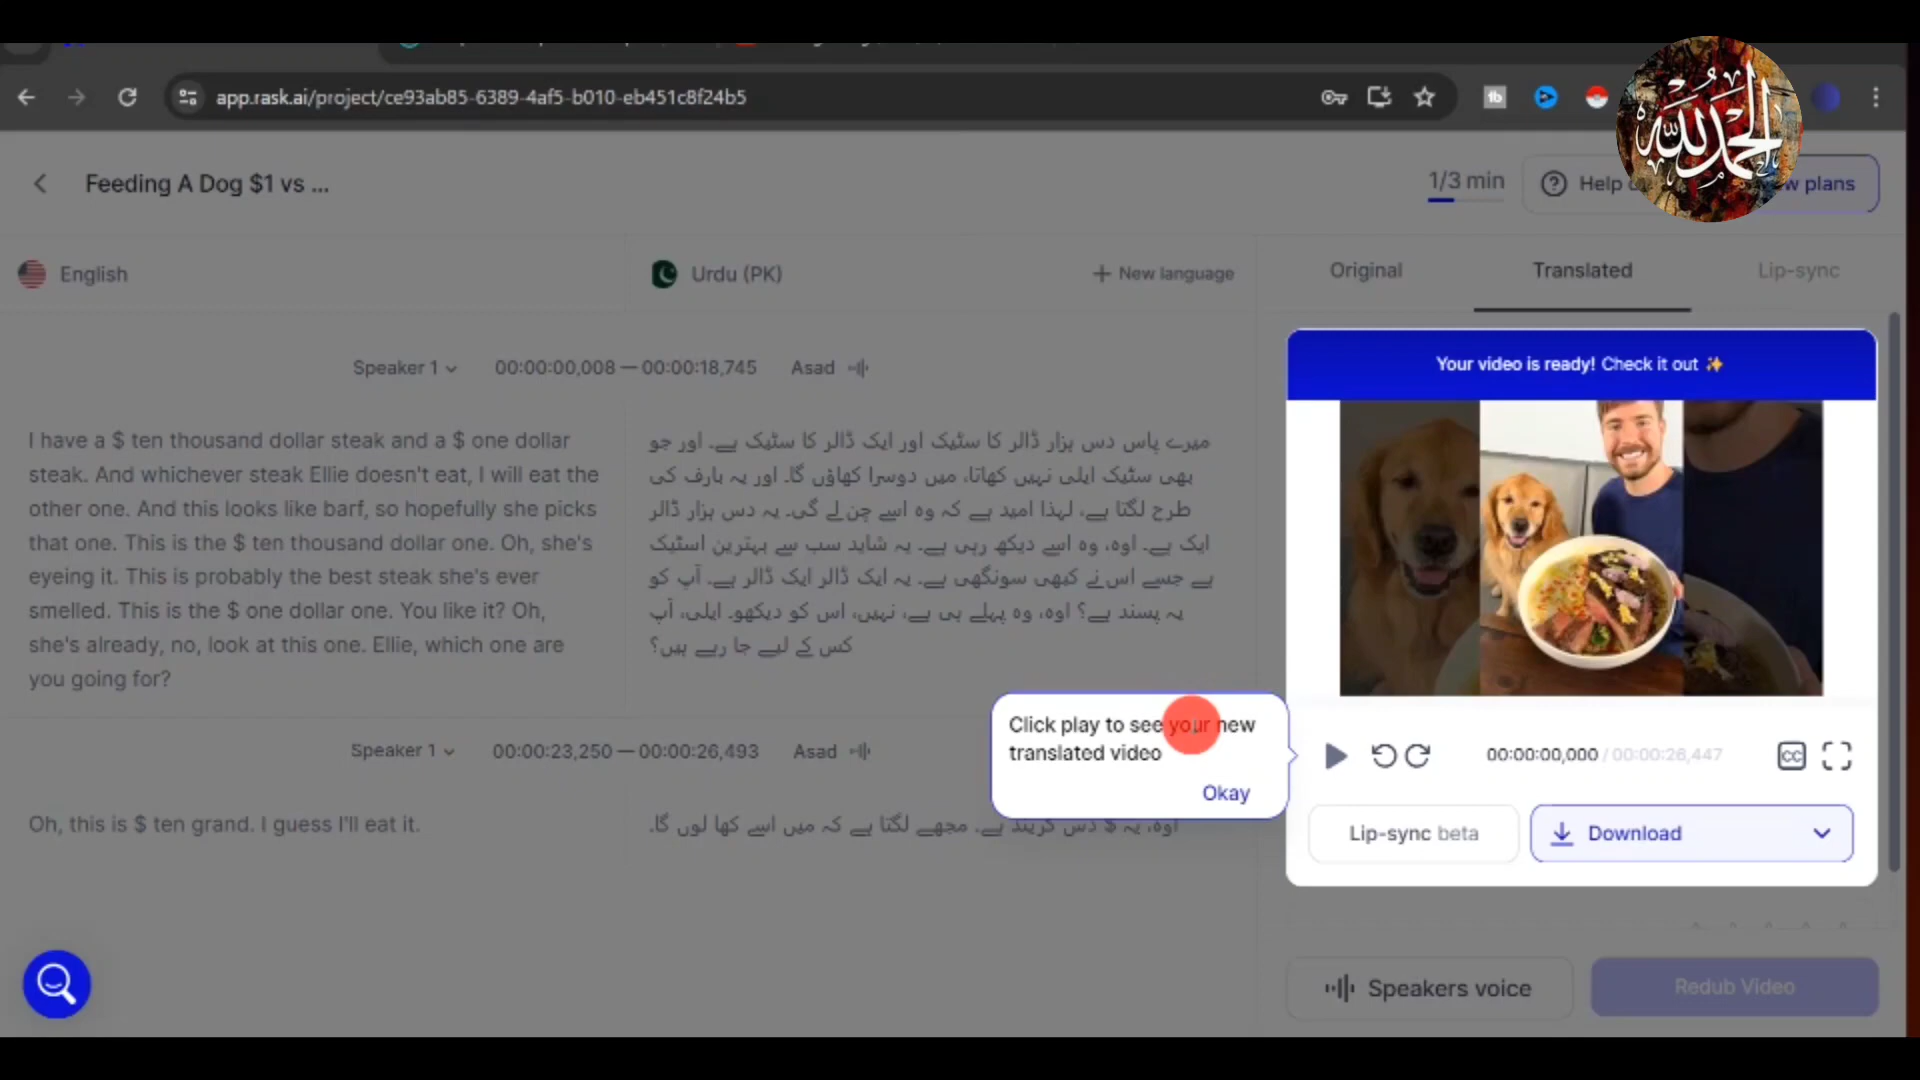 app.rask.ai/project/ce93ab85-6389-4af5-b010-eb451c8f24b5
الحمد لله
Feeding A Dog $1 vs ...
1/3 min
Help
plans
English
Urdu (PK)
+ New language
Original
Translated
Lip-sync
Speaker 1
00:00:00,008 — 00:00:18,745
Asad
I have a $ ten thousand dollar steak and a $ one dollar
steak. And whichever steak Ellie doesn't eat, I will eat the
other one. And this looks like barf, so hopefully she picks
that one. This is the $ ten thousand dollar one. Oh, she's
eyeing it. This is probably the best steak she's ever
smelled. This is the $ one dollar one. You like it? Oh,
she's already, no, look at this one. Ellie, which one are
you going for?
میرے پاس دس ہزار ڈالر کا سٹیک اور ایک ڈالر کا سٹیک ہے۔ اور جو
بھی سٹیک ایلی نہیں کھاتا، میں دوسرا کھاؤں گا۔ اور یہ بارف کی
طرح لگتا ہے، لہذا امید ہے کہ وہ اسے چن لے گی۔ یہ دس ہزار ڈالر
ایک ہے۔ اوہ، وہ اسے دیکھ رہی ہے۔ یہ شاید سب سے بہترین اسٹیک
ہے جسے اس نے کبھی سونگھی ہے۔ یہ ایک ڈالر ایک ڈالر ہے۔ آپ کو
یہ پسند ہے؟ اوہ، وہ پہلے ہی ہے، نہیں، اس کو دیکھو۔ ایلی، آپ
کس کے لیے جا رہے ہیں؟
Speaker 1
00:00:23,250 — 00:00:26,493
Asad
Oh, this is $ ten grand. I guess I'll eat it.
اوہ، یہ $ دس گرینڈ ہے۔ مجھے لگتا ہے کہ میں اسے کھا لوں گا۔
Your video is ready! Check it out ✨
Click play to see your new
translated video
Okay
00:00:00,000 / 00:00:26,447
CC
Lip-sync beta
Download
Speakers voice
Redub Video